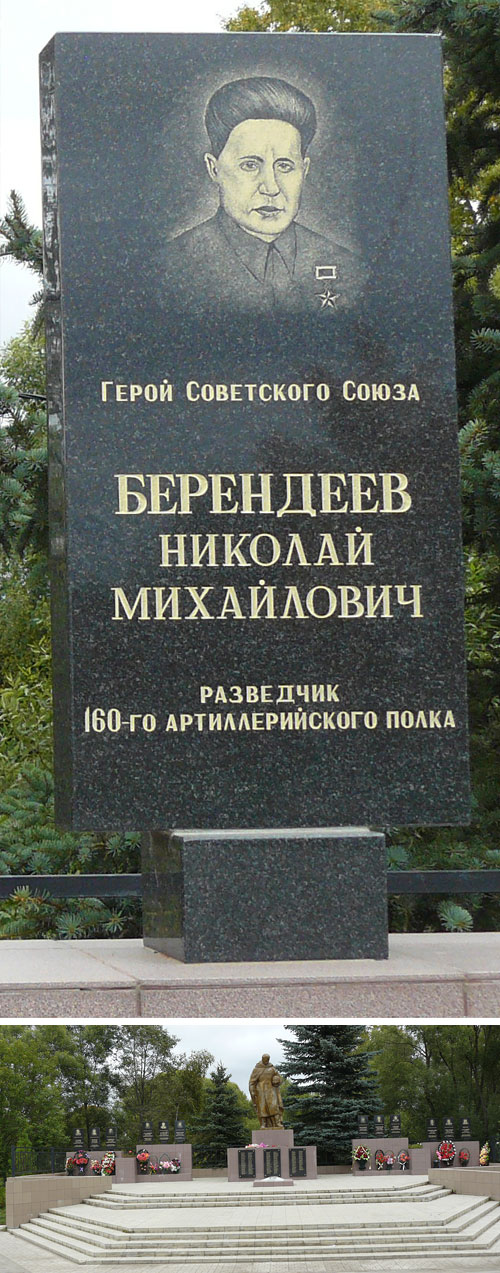 Герой Советского Союза
БЕРЕНДЕЕВ
НИКОЛАЙ
МИХАЙЛОВИЧ
РАЗВЕДЧИК
160-ГО АРТИЛЛЕРИЙСКОГО ПОЛКА